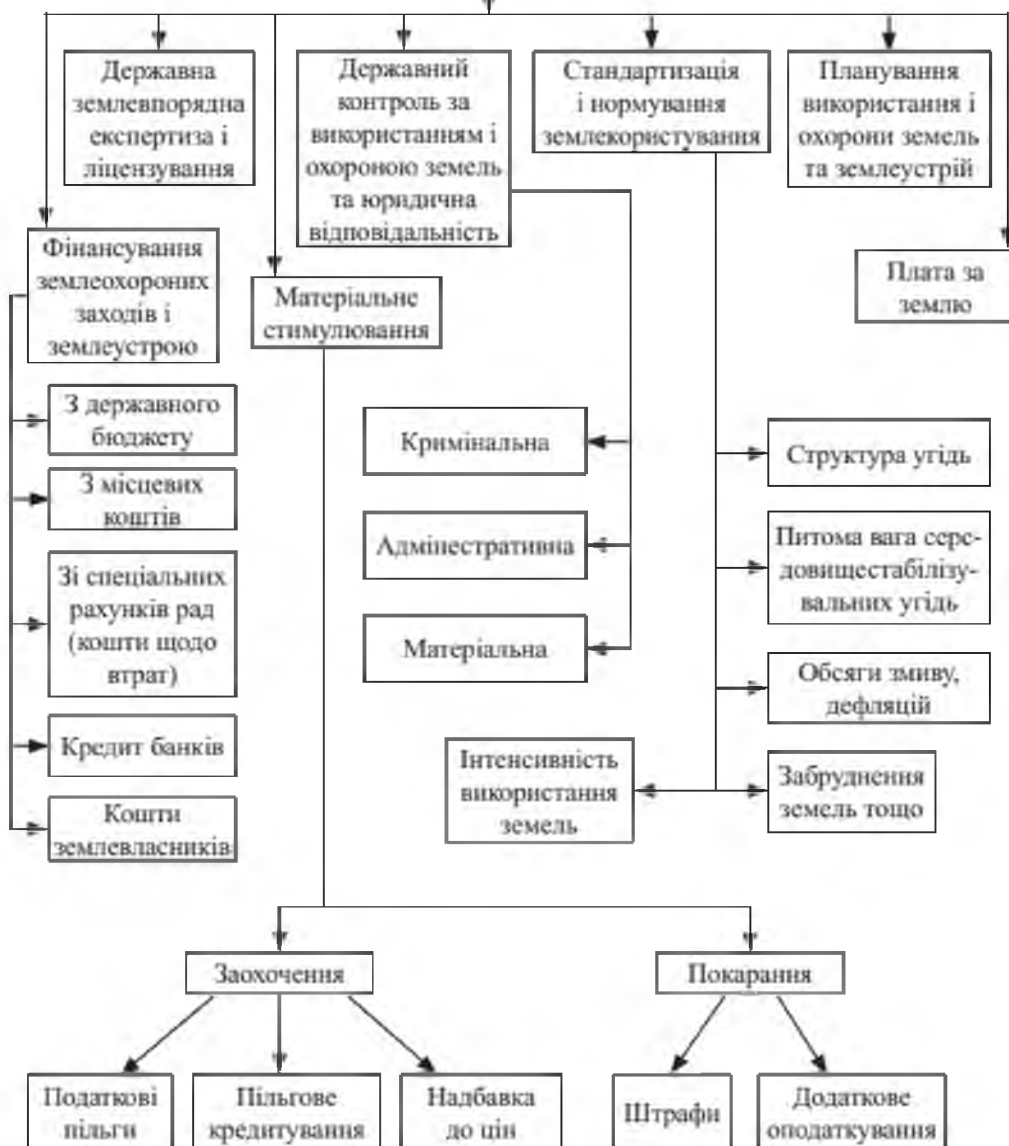 Державна
землевпорядна
експертиза і
ліцензування
Державний
контроль за
використанням і
охороною земель
та юридична
відповідальність
Стандартизація
і нормування
землекористування
Планування
використання і
охорони земель
та землеустрій
Фінансування
землеохороних
заходів і
землеустрою
Матеріальне
стимулювання
Плата за
землю
З державного
бюджету
З місцевих
коштів
Зі спеціальних
рахунків рад
(кошти щодо
втрат)
Кредит банків
Кошти
землевласників
Кримінальна
Адмінестративна
Матеріальна
Структура угідь
Питома вага сере-
довищестабілізу-
вальних угідь
Обсяги змиву,
дефляцій
Інтенсивність
використання
земель
Забруднення
земель тощо
Заохочення
Покарання
Податкові
пільги
Пільгове
кредитування
Надбавка
до цін
Штрафи
Додаткове
оподаткування